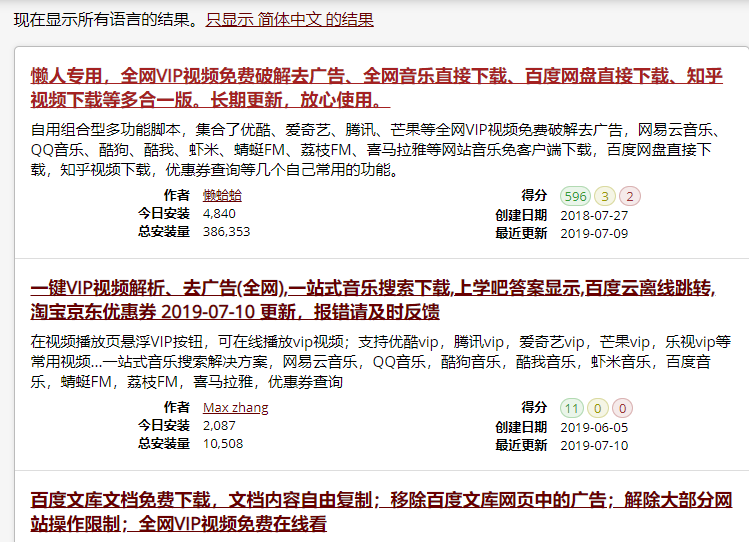 现在显示所有语言的结果。只显示 简体中文 的结果
懒人专用，全网VIP视频免费破解去广告、全网音乐直接下载、百度网盘直接下载、知乎
视频下载等多合一版。长期更新，放心使用。
自用组合型多功能脚本，集合了优酷、爱奇艺、腾讯、芒果等全网VIP视频免费破解去广告，网易云音乐、
QQ音乐、酷狗、酷我、虾米、蜻蜓FM、荔枝FM、喜马拉雅等网站音乐免客户端下载，百度网盘直接下
载，知乎视频下载，优惠券查询等几个自己常用的功能。
作者 懒蛤蛤 得分 596 3 2
今日安装 4,840 创建日期 2018-07-27
总安装量 386,353 最近更新 2019-07-09
一键VIP视频解析、去广告(全网),一站式音乐搜索下载,上学吧答案显示,百度云离线跳转,
淘宝京东优惠券 2019-07-10 更新，报错请及时反馈
在视频播放页悬浮VIP按钮，可在线播放vip视频；支持优酷vip，腾讯vip，爱奇艺vip，芒果vip，乐视vip等
常用视频...一站式音乐搜索解决方案，网易云音乐，QQ音乐，酷狗音乐，酷我音乐，虾米音乐，百度音
乐，蜻蜓FM，荔枝FM，喜马拉雅，优惠券查询
作者 Max zhang 得分 11 0 0
今日安装 2,087 创建日期 2019-06-05
总安装量 10,508 最近更新 2019-07-10
百度文库文档免费下载，文档内容自由复制；移除百度文库网页中的广告；解除大部分网
站操作限制；全网VIP视频免费在线看